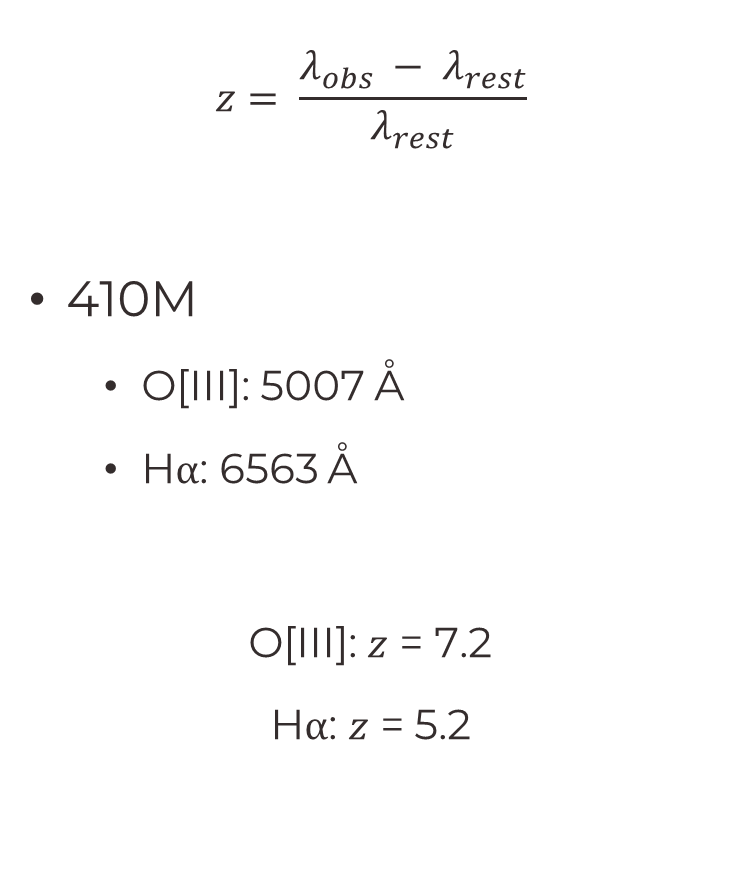 z = (λobs − λrest) / λrest
• 410M
• O[III]: 5007 Å
• Hα: 6563 Å
O[III]: z = 7.2
Hα: z = 5.2